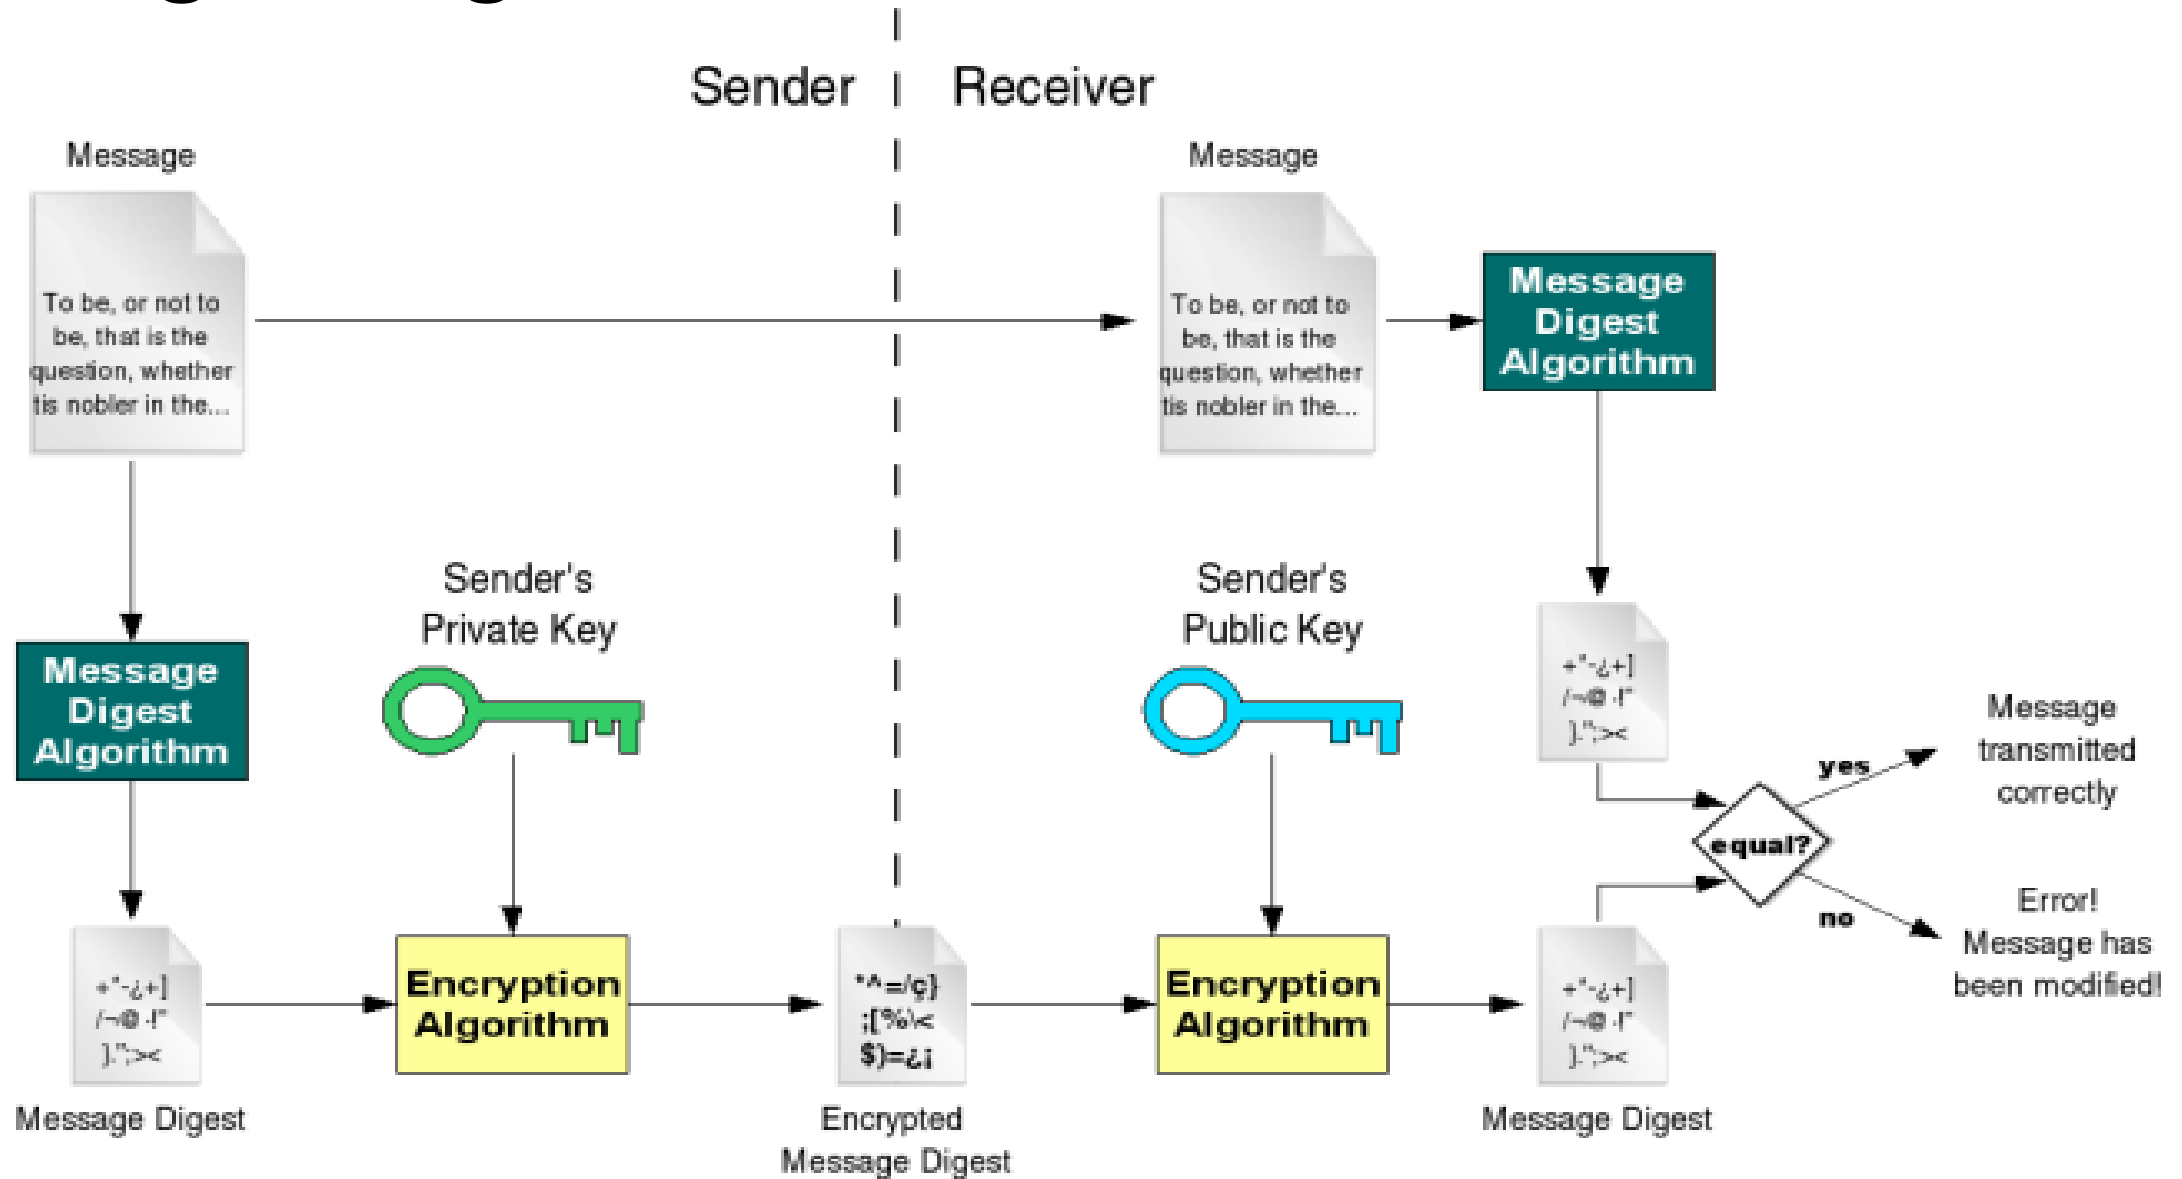 Sender
Receiver
Message
To be, or not to
be, that is the
question, whether
tis nobler in the...
Message
To be, or not to
be, that is the
question, whether
tis nobler in the...
Message
Digest
Algorithm
Message
Digest
Algorithm
Sender's
Private Key
Sender's
Public Key
Message
transmitted
correctly
yes
equal?
no
Error!
Message has
been modified!
Encryption
Algorithm
Encryption
Algorithm
Message Digest
Encrypted
Message Digest
Message Digest